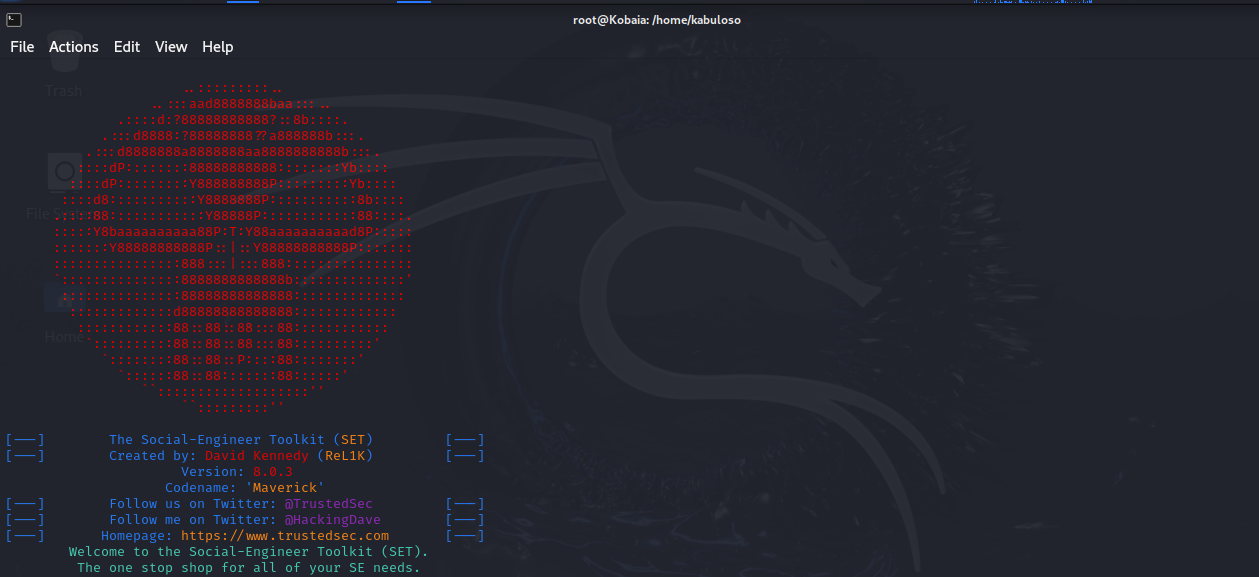 root@Kobaia: /home/kabuloso
File Actions Edit View Help
Trash
File System
Home
..:::::::::..
..:::aad8888888baa:::..
.::::d:?88888888888?::8b::::.
.:::d8888:?88888888??a888888b:::.
.:::d8888888a8888888aa8888888888b:::.
::::dP::::::::88888888888::::::::Yb::::
::::dP:::::::::Y888888888P:::::::::Yb::::
::::d8:::::::::::Y8888888P::::::::::8b::::
.::::88::::::::::::Y88888P:::::::::::88::::.
:::::Y8baaaaaaaaaa88P:T:Y88aaaaaaaaaad8P:::::
:::::::Y88888888888P::|::Y88888888888P:::::::
::::::::::::::::888:::|:::888::::::::::::::::
`:::::::::::::::8888888888888b::::::::::::::'
:::::::::::::::88888888888888::::::::::::::
:::::::::::::d88888888888888:::::::::::::
::::::::::::88::88::88:::88::::::::::::
`::::::::::88::88::88:::88::::::::::'
`::::::::88::88::P::::88::::::::'
`::::::88::88:::::::88::::::'
``:::::::::::::::::::''
``:::::::::''
[---] The Social-Engineer Toolkit (SET) [---]
[---] Created by: David Kennedy (ReL1K) [---]
Version: 8.0.3
Codename: 'Maverick'
[---] Follow us on Twitter: @TrustedSec [---]
[---] Follow me on Twitter: @HackingDave [---]
[---] Homepage: https://www.trustedsec.com [---]
Welcome to the Social-Engineer Toolkit (SET).
The one stop shop for all of your SE needs.